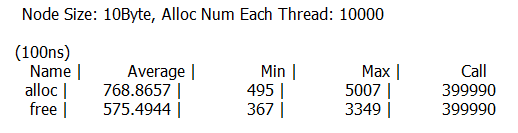 Node Size: 10Byte, Alloc Num Each Thread: 10000
(100ns)
Name | Average | Min | Max | Call
alloc | 768.8657 | 495 | 5007 | 399990
free | 575.4944 | 367 | 3349 | 399990